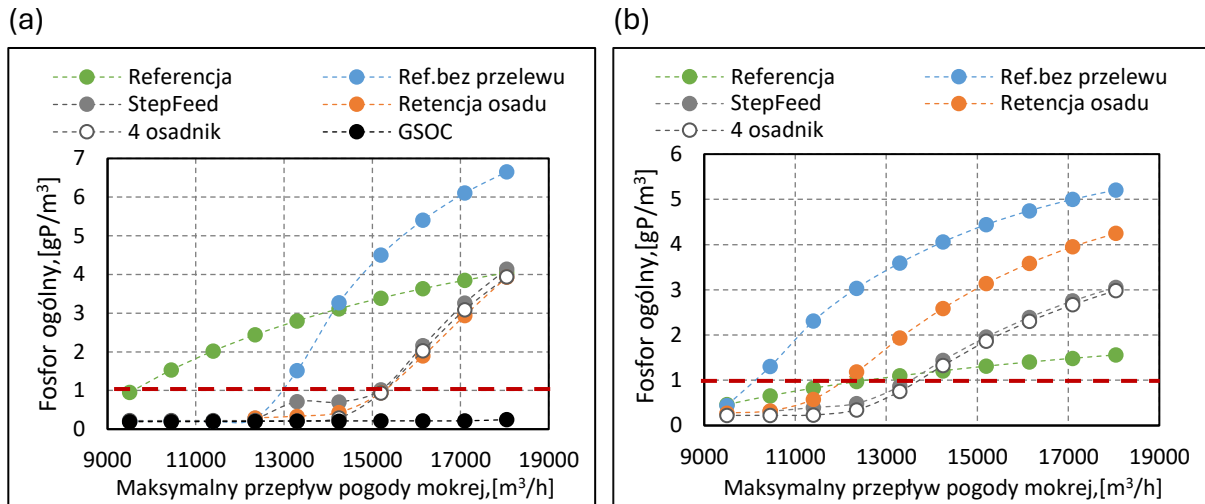 (a)
Referencja Ref.bez przelewu
StepFeed Retencja osadu
4 osadnik GSOC
7
6
5
4
3
2
1
0
Fosfor ogólny,[gP/m³]
9000 11000 13000 15000 17000 19000
Maksymalny przepływ pogody mokrej,[m³/h]
(b)
Referencja Ref.bez przelewu
StepFeed Retencja osadu
4 osadnik
6
5
4
3
2
1
0
Fosfor ogólny,[gP/m³]
9000 11000 13000 15000 17000 19000
Maksymalny przepływ pogody mokrej,[m³/h]